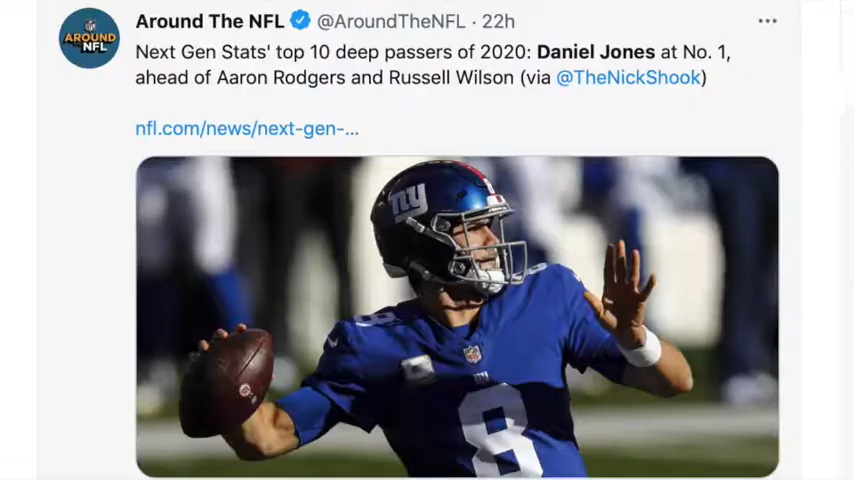 Around The NFL @AroundTheNFL · 22h
Next Gen Stats' top 10 deep passers of 2020: Daniel Jones at No. 1,
ahead of Aaron Rodgers and Russell Wilson (via @TheNickShook)
nfl.com/news/next-gen-...
AROUND
NFL
ny
8
8